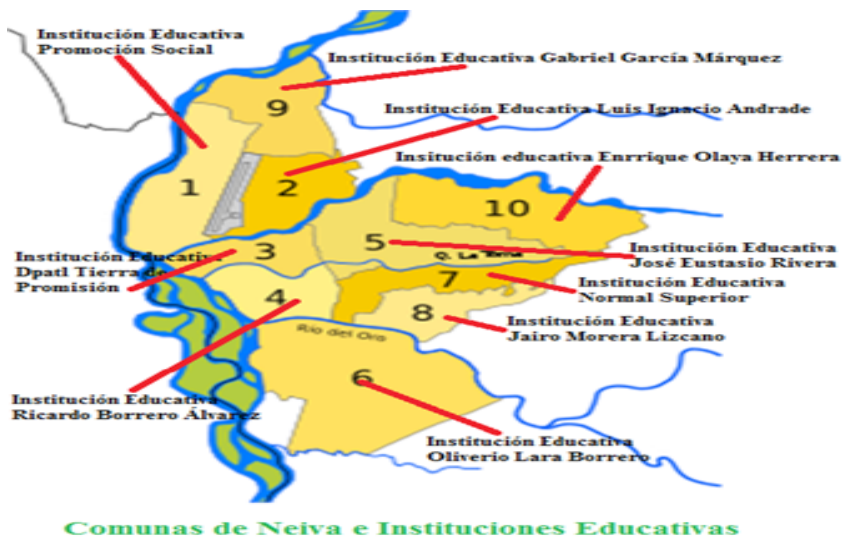 Institución Educativa
Promoción Social
Institución Educativa Gabriel García Márquez
9
Institución Educativa Luis Ignacio Andrade
Insitución educativa Enrrique Olaya Herrera
1
2
10
5
3
Q. La Toma
Institución Educativa
José Eustasio Rivera
Institución Educativa
Dpatl Tierra de
Promisión
7
Institución Educativa
Normal Superior
4
8
Institución Educativa
Jairo Morera Lizcano
Río del Oro
6
Institución Educativa
Ricardo Borrero Álvarez
Institución Educativa
Oliverio Lara Borrero
Comunas de Neiva e Instituciones Educativas